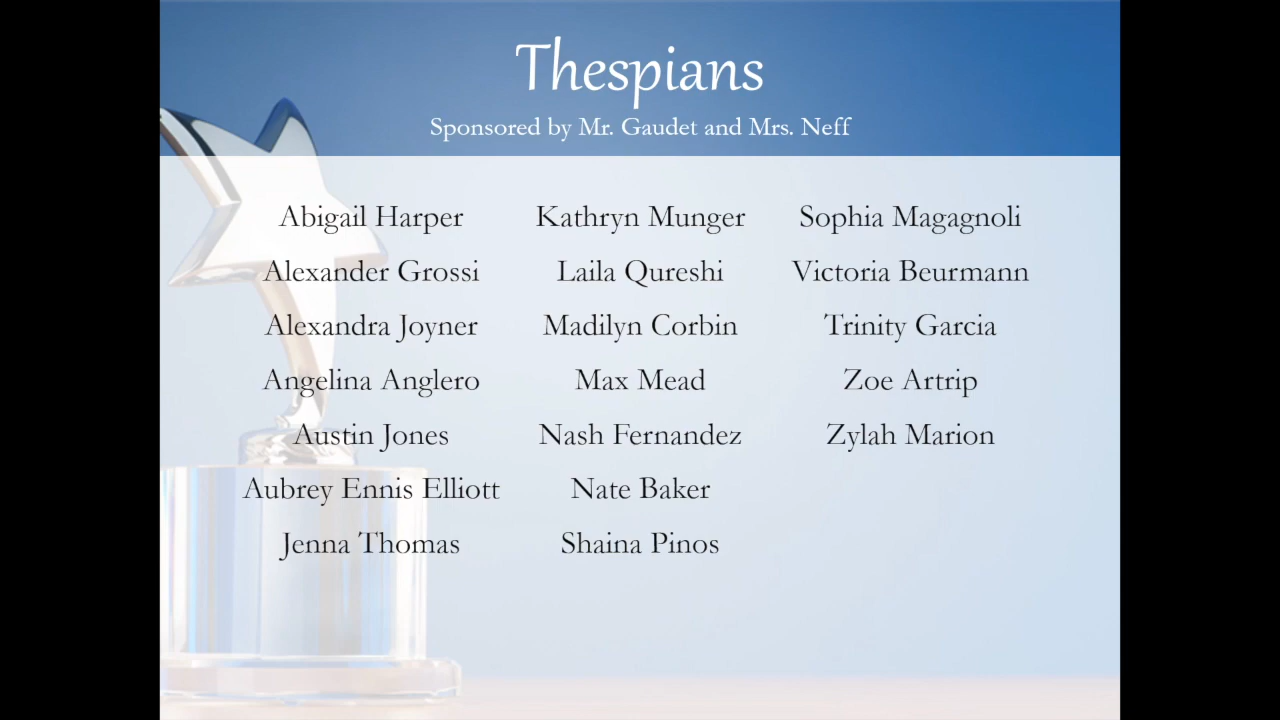 Thespians
Sponsored by Mr. Gaudet and Mrs. Neff
Abigail Harper
Alexander Grossi
Alexandra Joyner
Angelina Anglero
Austin Jones
Aubrey Ennis Elliott
Jenna Thomas
Kathryn Munger
Laila Qureshi
Madilyn Corbin
Max Mead
Nash Fernandez
Nate Baker
Shaina Pinos
Sophia Magagnoli
Victoria Beurmann
Trinity Garcia
Zoe Artrip
Zylah Marion